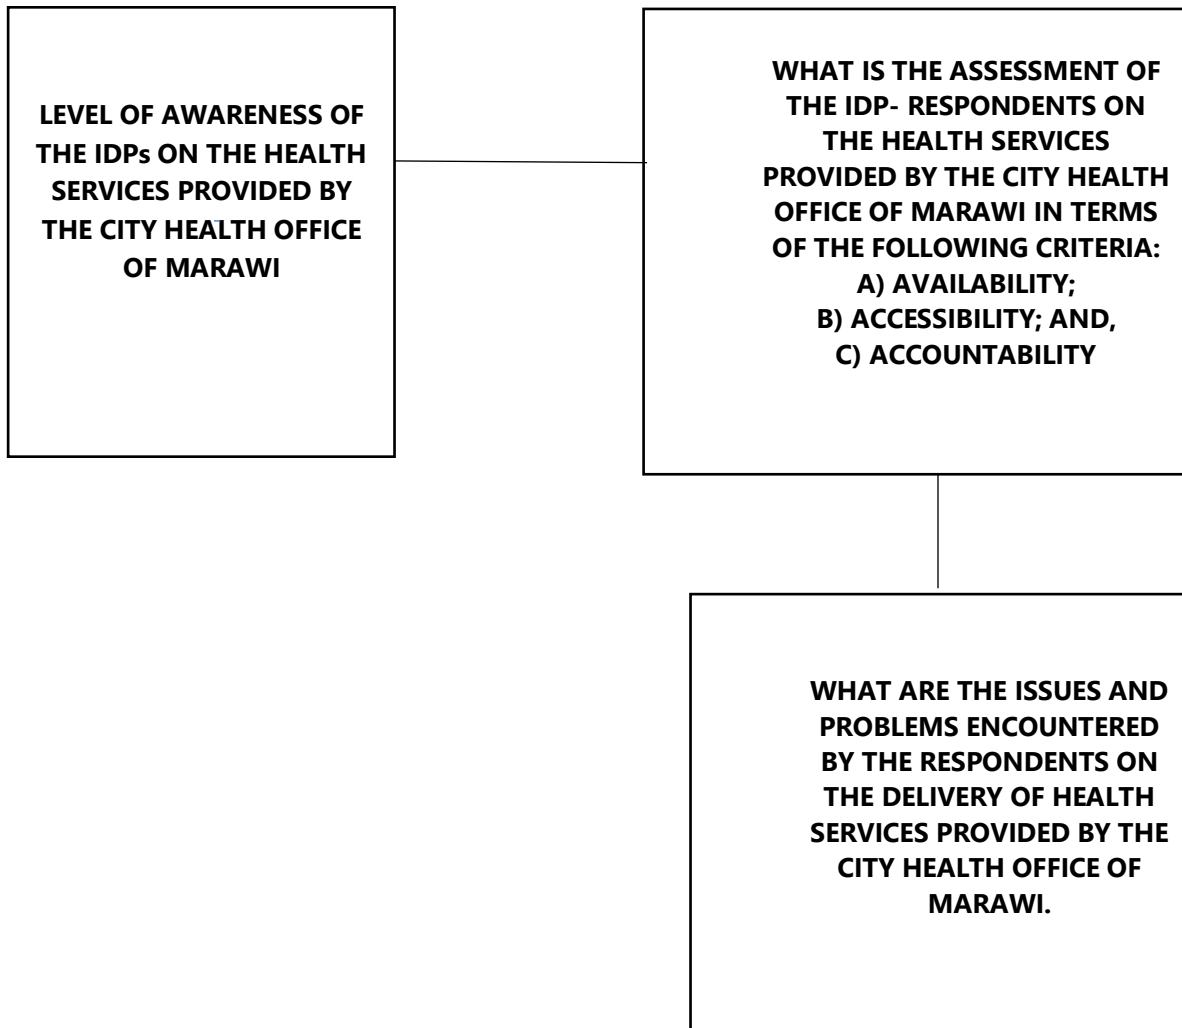 LEVEL OF AWARENESS OF
THE IDPs ON THE HEALTH
SERVICES PROVIDED BY
THE CITY HEALTH OFFICE
OF MARAWI
WHAT IS THE ASSESSMENT OF
THE IDP- RESPONDENTS ON
THE HEALTH SERVICES
PROVIDED BY THE CITY HEALTH
OFFICE OF MARAWI IN TERMS
OF THE FOLLOWING CRITERIA:
A) AVAILABILITY;
B) ACCESSIBILITY; AND,
C) ACCOUNTABILITY
WHAT ARE THE ISSUES AND
PROBLEMS ENCOUNTERED
BY THE RESPONDENTS ON
THE DELIVERY OF HEALTH
SERVICES PROVIDED BY THE
CITY HEALTH OFFICE OF
MARAWI.